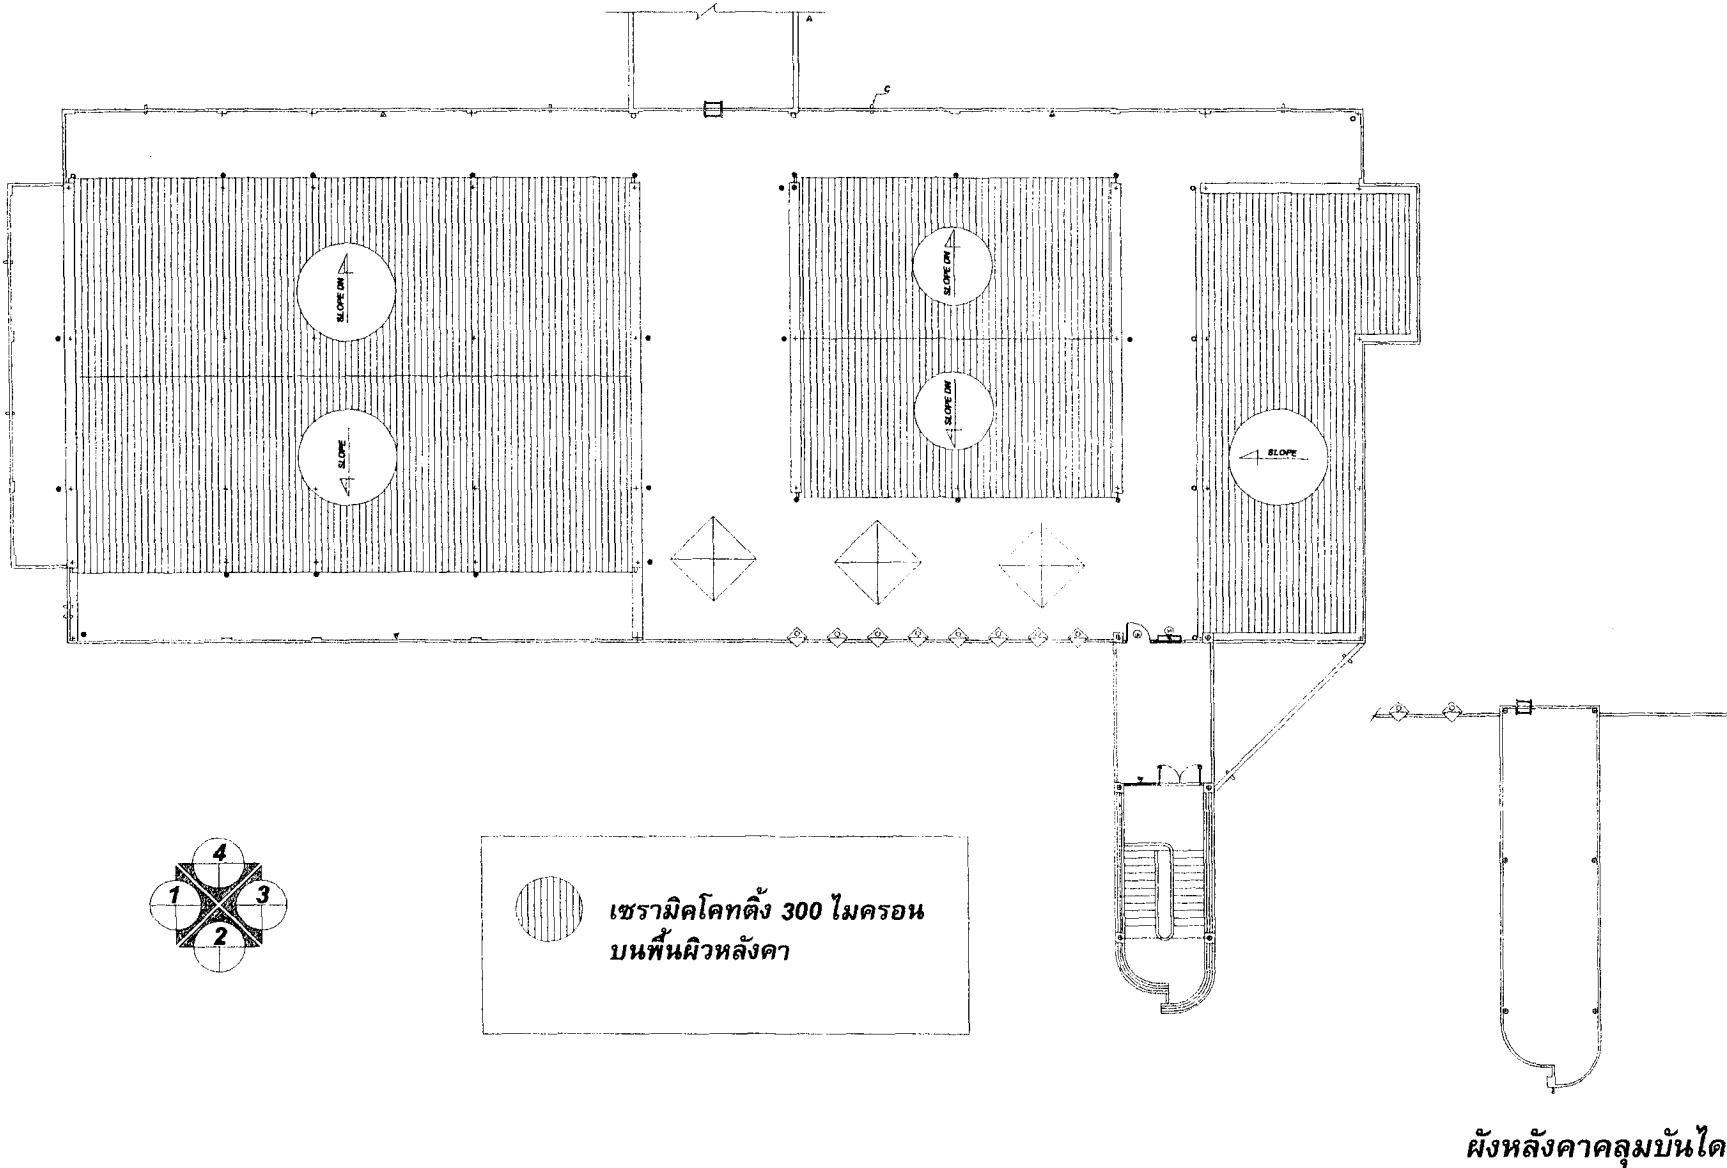 A
C
SLOPE DN
SLOPE DN
SLOPE
SLOPE DN
SLOPE
4
1
3
2
เซรามิคโคทติ้ง 300 ไมครอน
บนพื้นผิวหลังคา
ผังหลังคาคลุมบันได